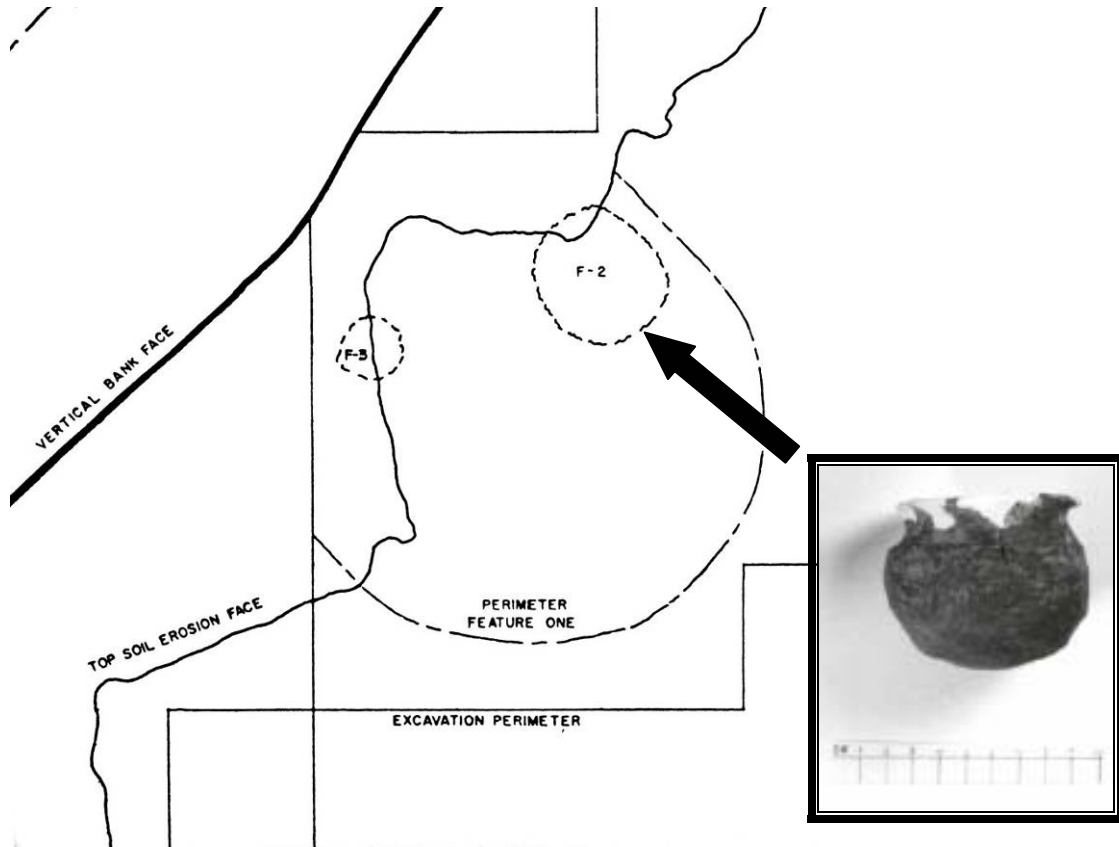 F-2
F-3
VERTICAL BANK FACE
PERIMETER
FEATURE ONE
TOP SOIL EROSION FACE
EXCAVATION PERIMETER